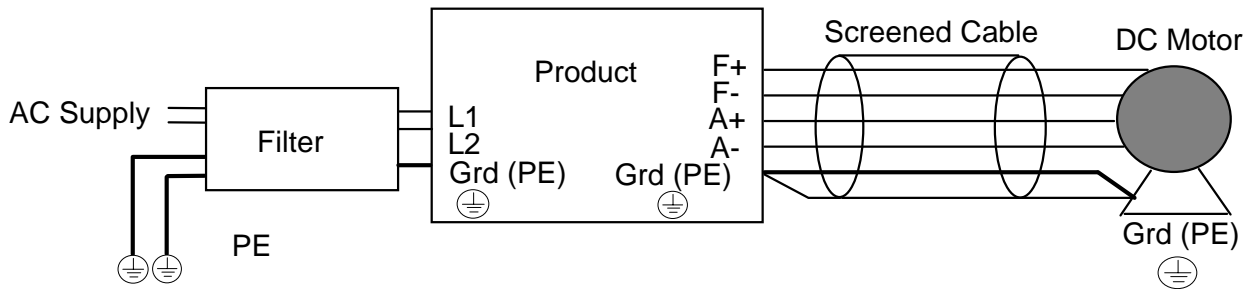 Screened Cable
DC Motor
Product
F+
F-
A+
A-
AC Supply
Filter
L1
L2
Grd (PE)
Grd (PE)
PE
Grd (PE)